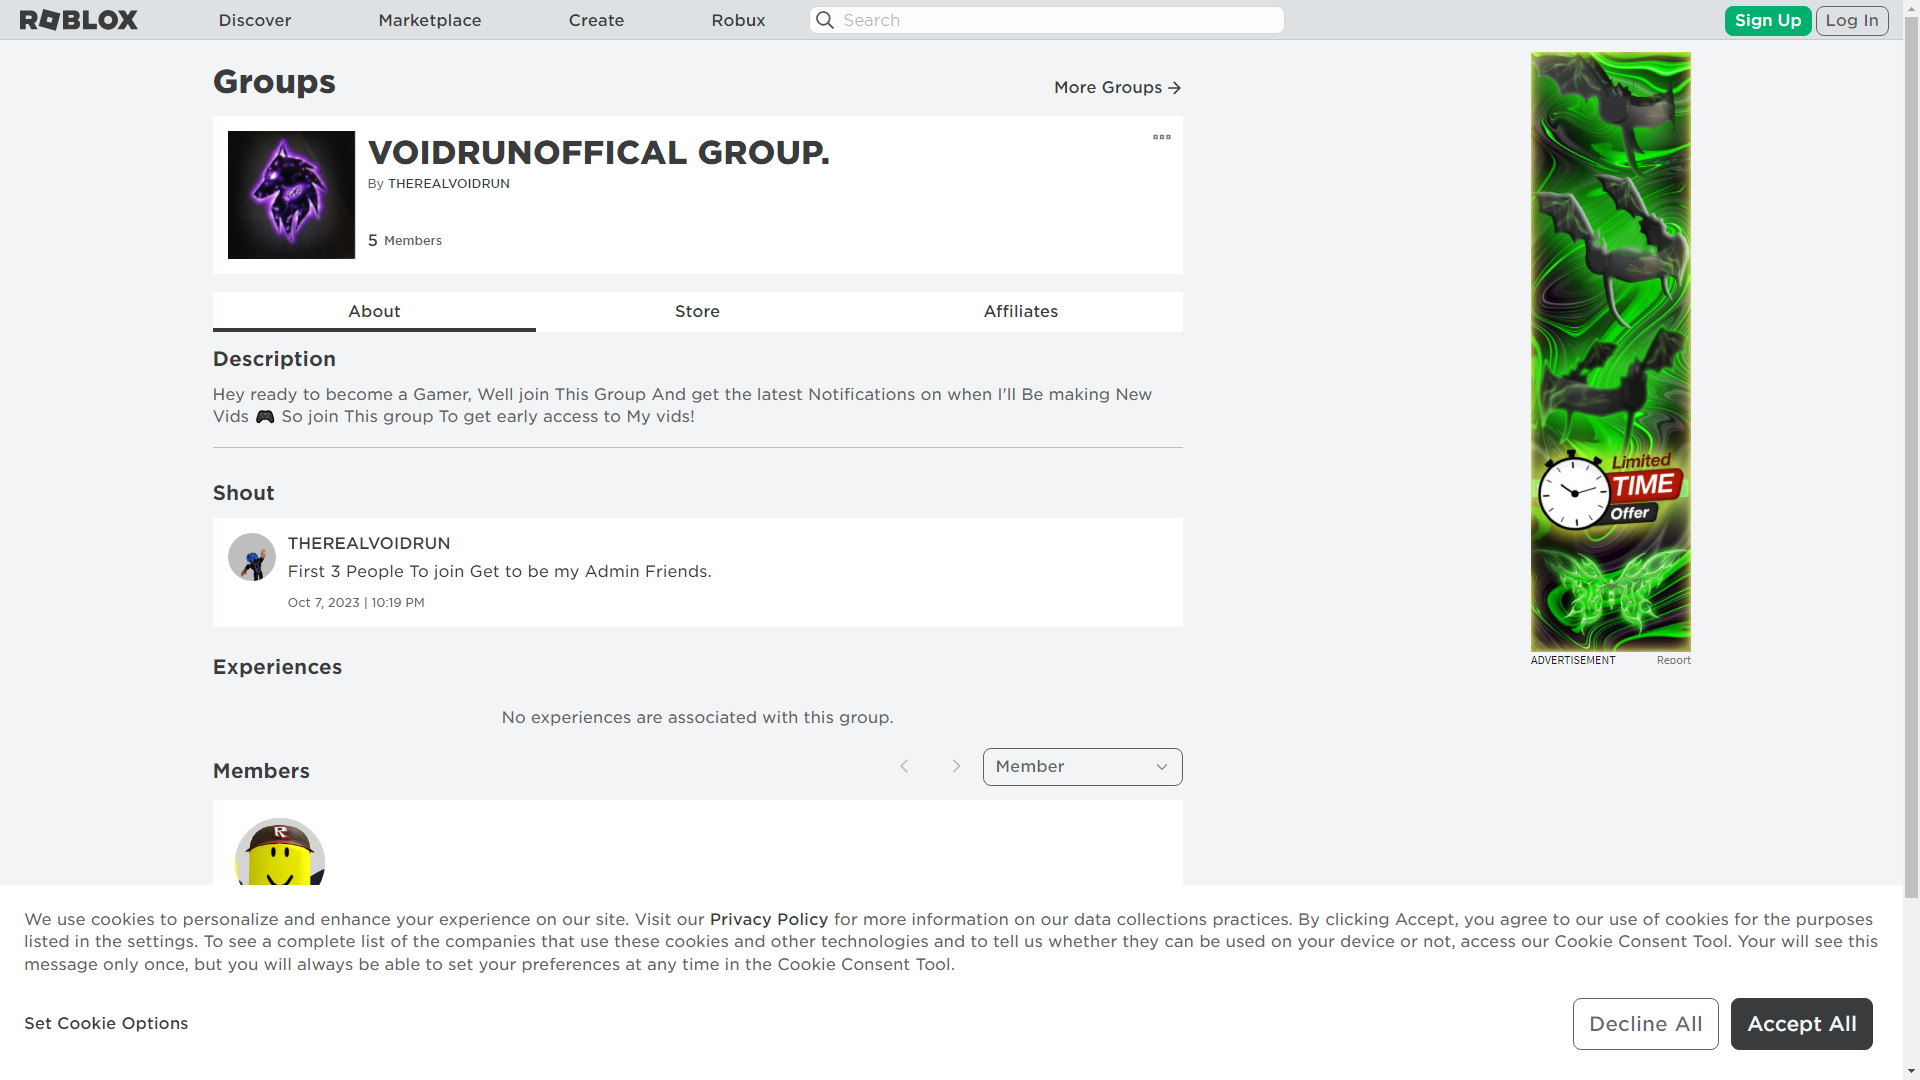 ROBLOX
Discover
Marketplace
Create
Robux
Search
Sign Up
Log In
Groups
More Groups
VOIDRUNOFFICAL GROUP.
By THEREALVOIDRUN
5 Members
About
Store
Affiliates
Description
Hey ready to become a Gamer, Well join This Group And get the latest Notifications on when I'll Be making New
Vids 🎮 So join This group To get early access to My vids!
Shout
THEREALVOIDRUN
First 3 People To join Get to be my Admin Friends.
Oct 7, 2023 | 10:19 PM
Experiences
No experiences are associated with this group.
Members
Member
R
Limited
TIME
Offer
ADVERTISEMENT
Report
We use cookies to personalize and enhance your experience on our site. Visit our Privacy Policy for more information on our data collections practices. By clicking Accept, you agree to our use of cookies for the purposes
listed in the settings. To see a complete list of the companies that use these cookies and other technologies and to tell us whether they can be used on your device or not, access our Cookie Consent Tool. Your will see this
message only once, but you will always be able to set your preferences at any time in the Cookie Consent Tool.
Set Cookie Options
Decline All
Accept All